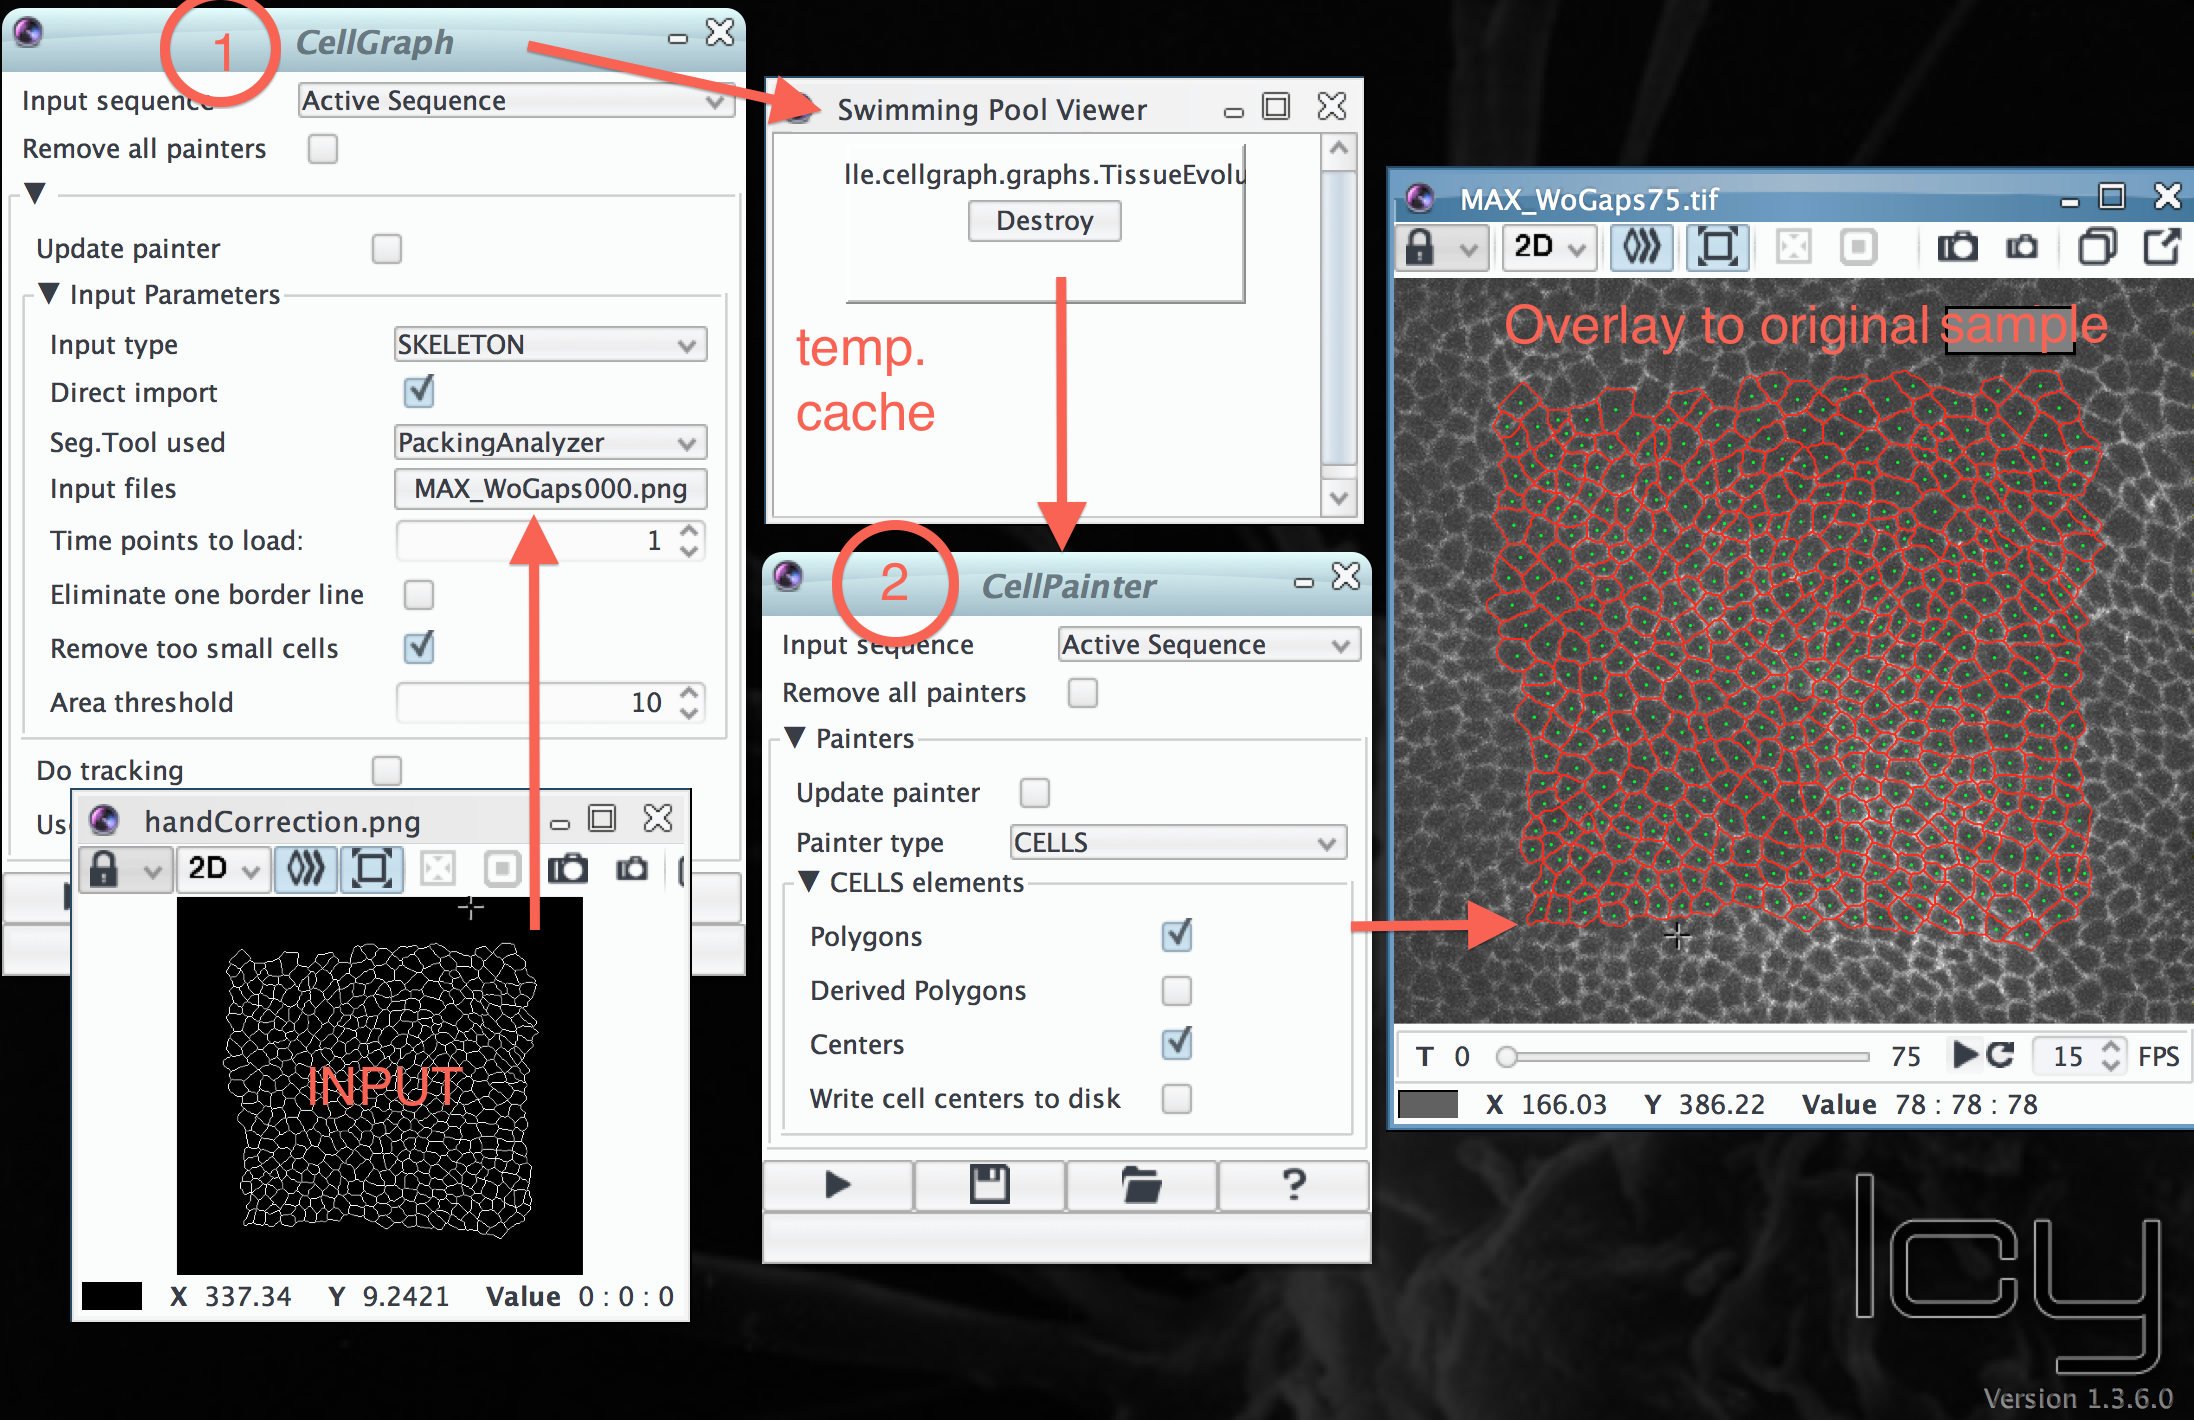 1
CellGraph
Input sequence
Active Sequence
Remove all painters
Update painter
Input Parameters
Input type
SKELETON
Direct import
Seg.Tool used
PackingAnalyzer
Input files
MAX_WoGaps000.png
Time points to load:
1
Eliminate one border line
Remove too small cells
Area threshold
10
Do tracking
Us
handCorrection.png
2D
INPUT
X 337.34 Y 9.2421 Value 0 : 0 : 0
Swimming Pool Viewer
lle.cellgraph.graphs.TissueEvolu
Destroy
temp.
cache
2
CellPainter
Input sequence
Active Sequence
Remove all painters
Painters
Update painter
Painter type
CELLS
CELLS elements
Polygons
Derived Polygons
Centers
Write cell centers to disk
?
MAX_WoGaps75.tif
2D
Overlay to original sample
T 0
75
15
FPS
X 166.03 Y 386.22 Value 78 : 78 : 78
Icy
Version 1.3.6.0